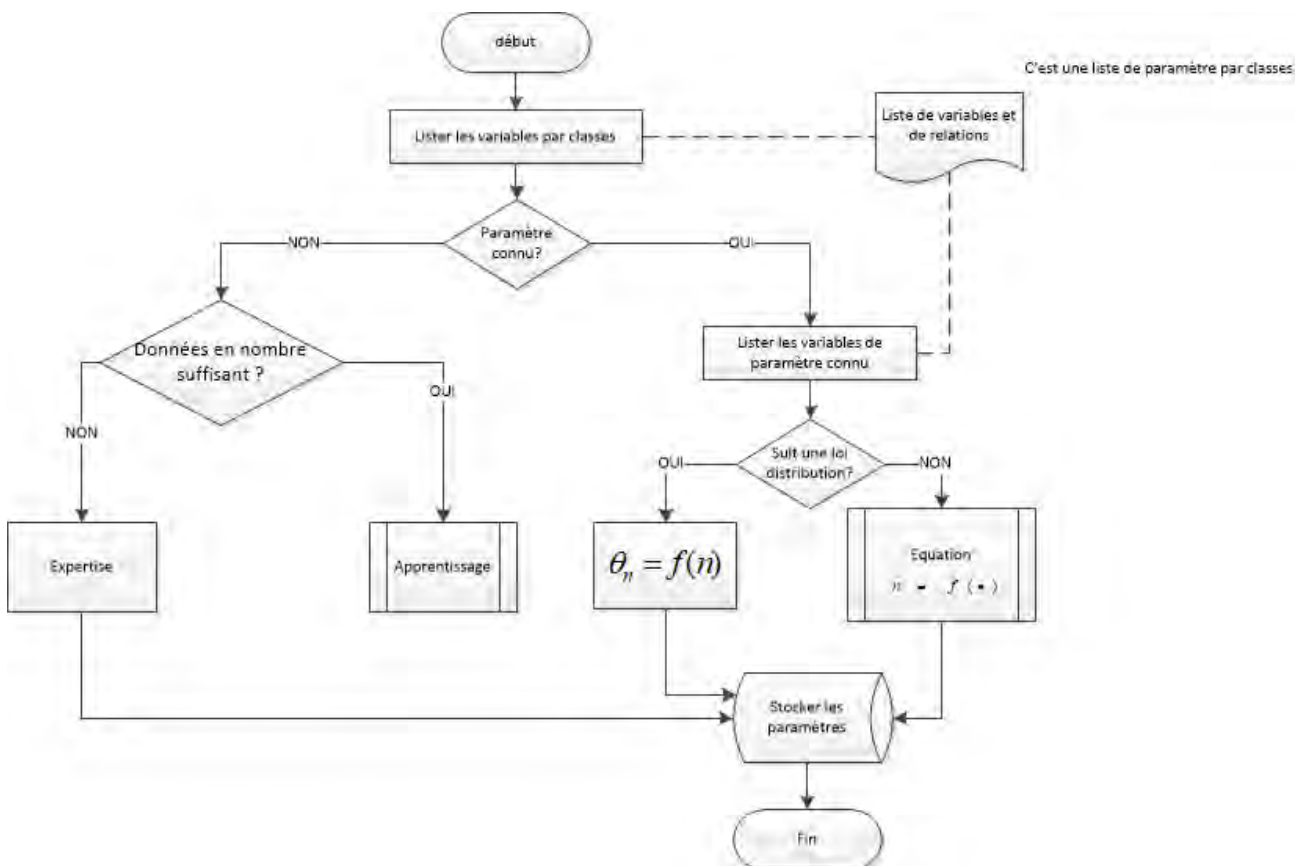 début
C'est une liste de paramètre par classes
Lister les variables par classes
Liste de variables et
de relations
Paramètre
connu?
NON
OUI
Données en nombre
suffisant ?
Lister les variables de
paramètre connu
OUI
NON
Suit une loi
distribution?
OUI
NON
Expertise
Apprentissage
θn = f(n)
Equation
n = f (•)
Stocker les
paramètres
Fin